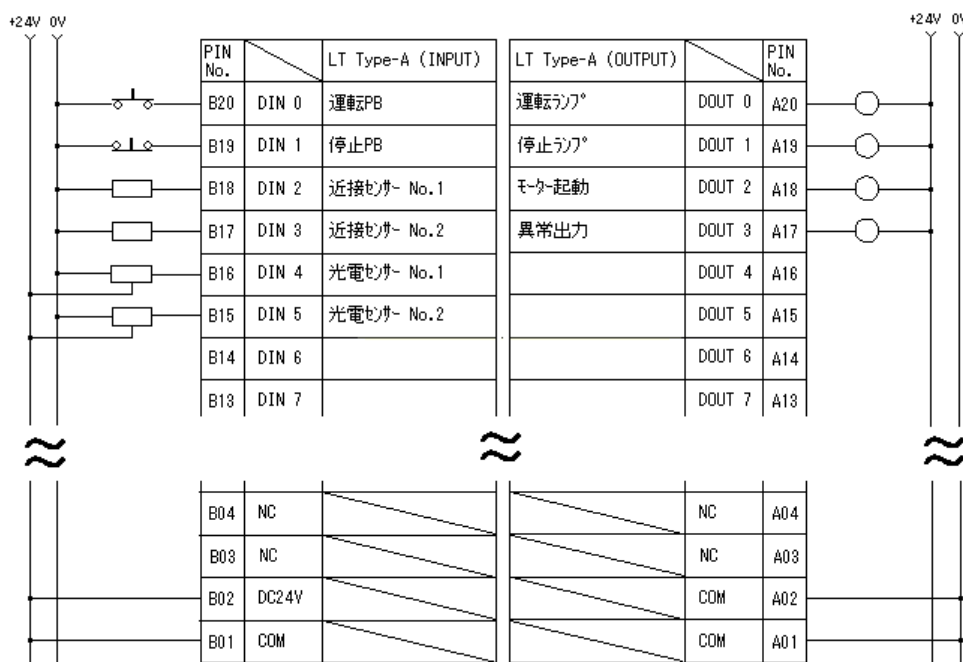 +24V 0V
+24V 0V
PIN No. LT Type-A (INPUT) LT Type-A (OUTPUT) PIN No.
B20 DIN 0 運転PB 運転ﾗﾝﾌﾟ DOUT 0 A20
B19 DIN 1 停止PB 停止ﾗﾝﾌﾟ DOUT 1 A19
B18 DIN 2 近接ｾﾝｻｰ No.1 ﾓｰﾀｰ起動 DOUT 2 A18
B17 DIN 3 近接ｾﾝｻｰ No.2 異常出力 DOUT 3 A17
B16 DIN 4 光電ｾﾝｻｰ No.1 DOUT 4 A16
B15 DIN 5 光電ｾﾝｻｰ No.2 DOUT 5 A15
B14 DIN 6 DOUT 6 A14
B13 DIN 7 DOUT 7 A13
B04 NC NC A04
B03 NC NC A03
B02 DC24V COM A02
B01 COM COM A01